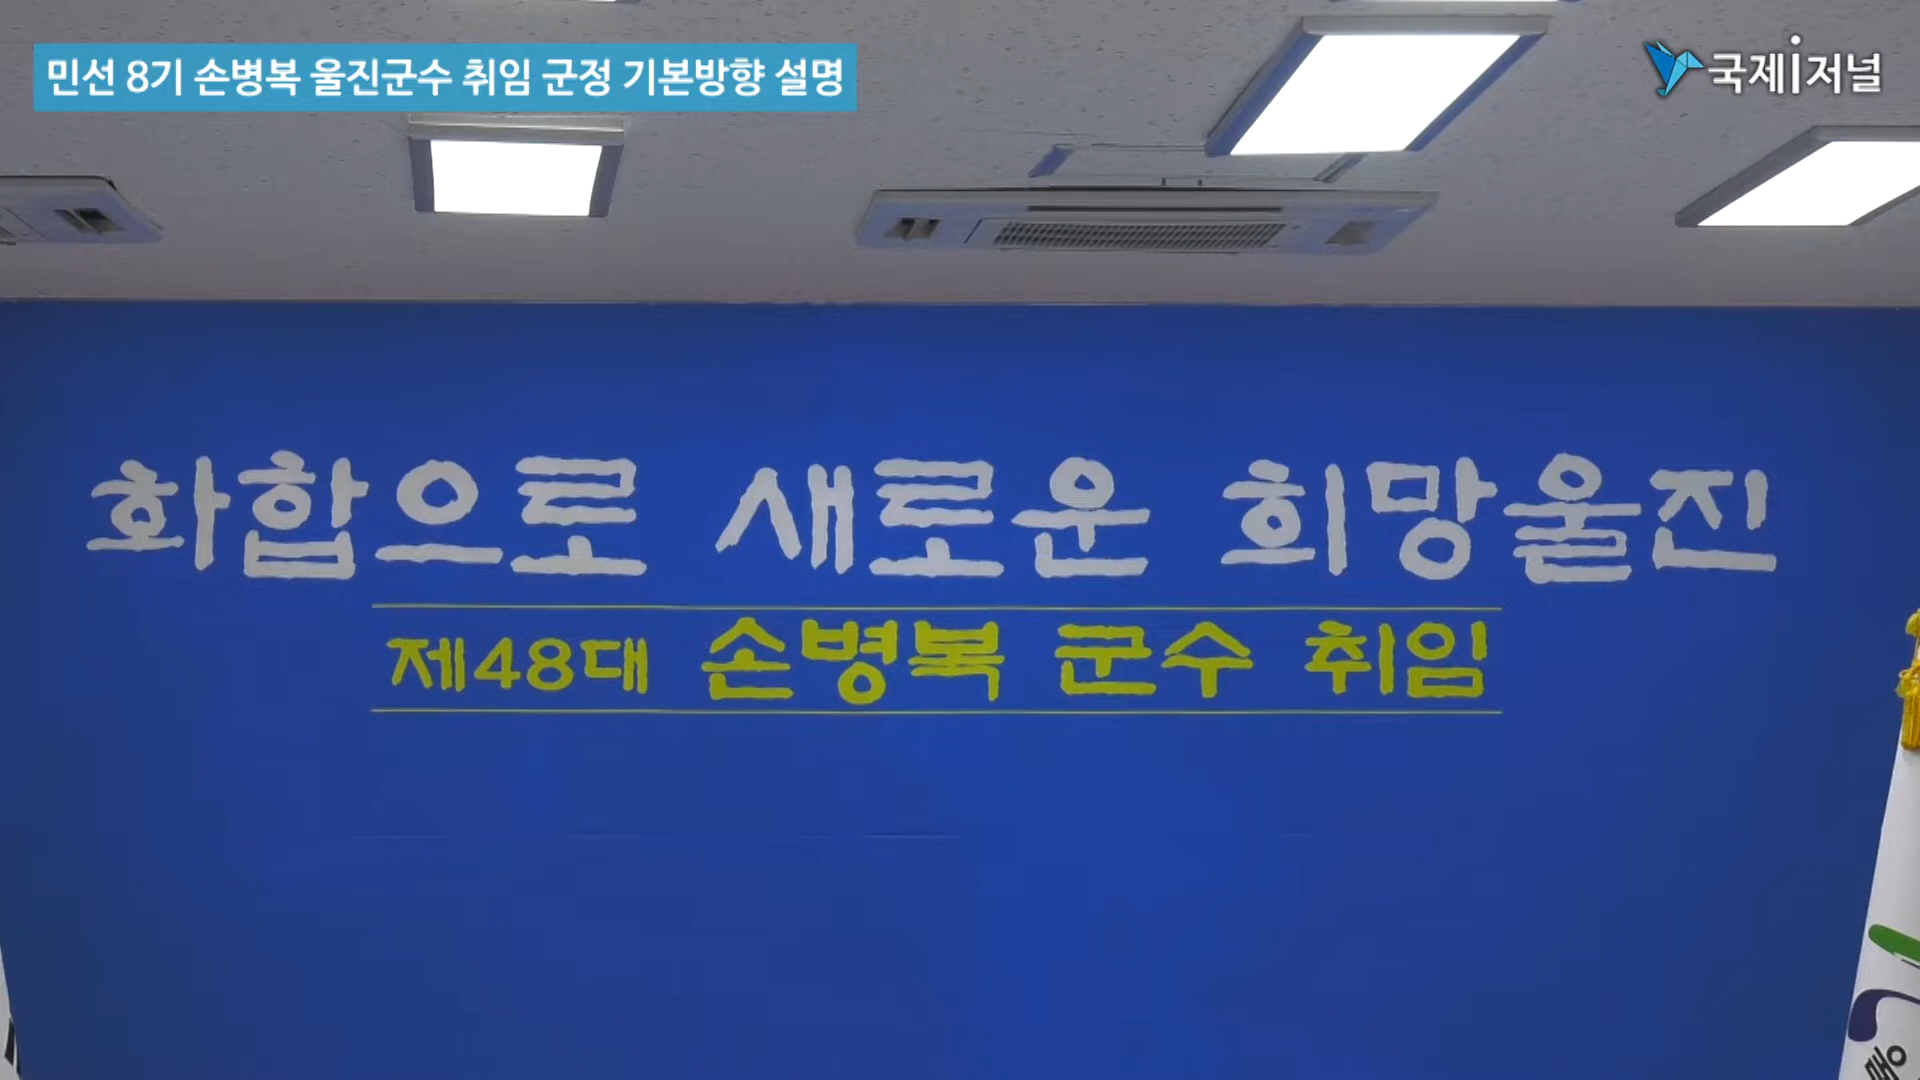 민선 8기 손병복 울진군수 취임 군정 기본방향 설명
국제i저널
화합으로 새로운 희망울진
제48대 손병복 군수 취임